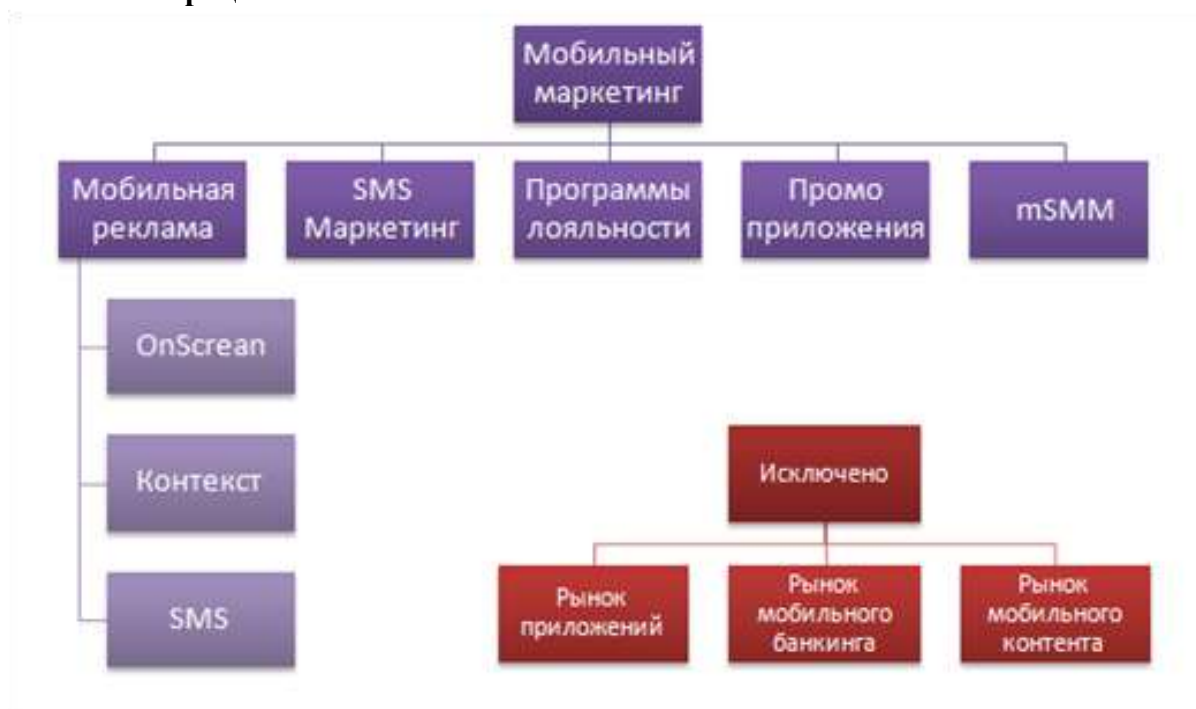 Мобильный
маркетинг
Мобильная
реклама
SMS
Маркетинг
Программы
лояльности
Промо
приложения
mSMM
OnScrean
Контекст
SMS
Исключено
Рынок
приложений
Рынок
мобильного
банкинга
Рынок
мобильного
контента